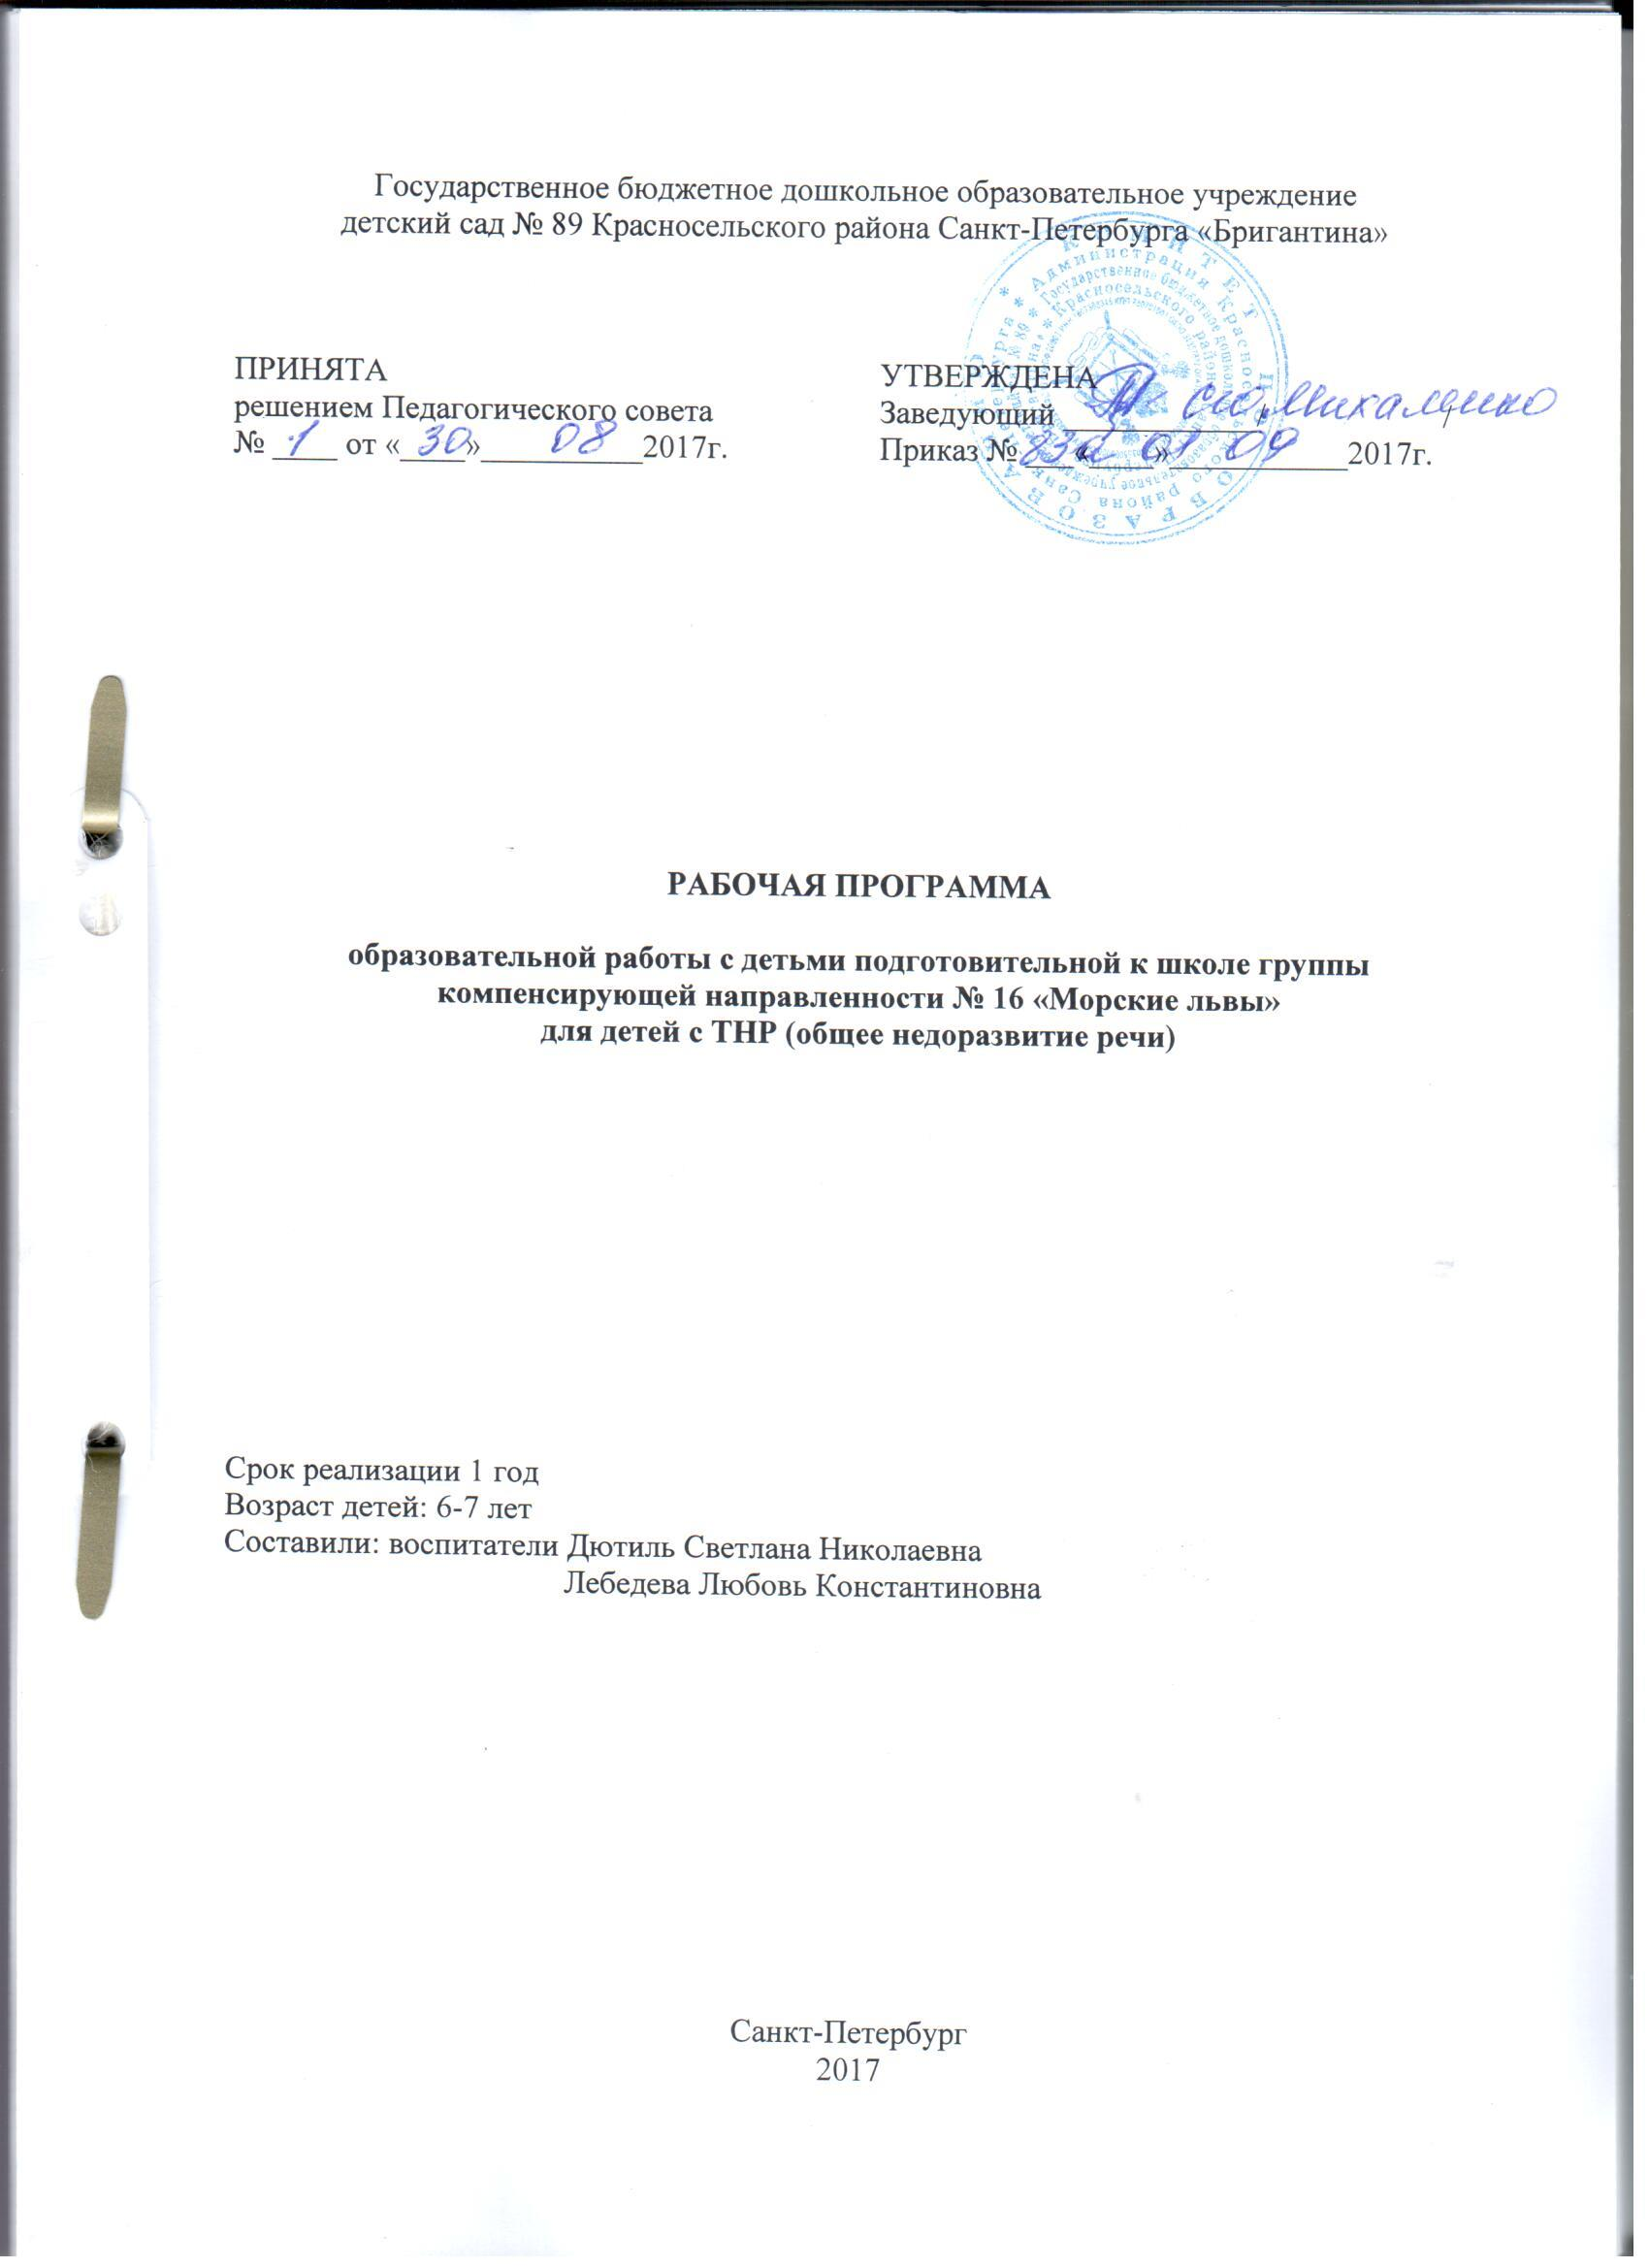 Государственное бюджетное дошкольное образовательное учреждение
детский сад № 89 Красносельского района Санкт-Петербурга «Бригантина»
ПРИНЯТА
решением Педагогического совета
№ 1 от «30» 08 2017г.
УТВЕРЖДЕНА
Заведующий / /
Приказ № «01» 09 2017г.
РАБОЧАЯ ПРОГРАММА
образовательной работы с детьми подготовительной к школе группы
компенсирующей направленности № 16 «Морские львы»
для детей с ТНР (общее недоразвитие речи)
Срок реализации 1 год
Возраст детей: 6-7 лет
Составили: воспитатели Дютиль Светлана Николаевна
Лебедева Любовь Константиновна
Санкт-Петербург
2017